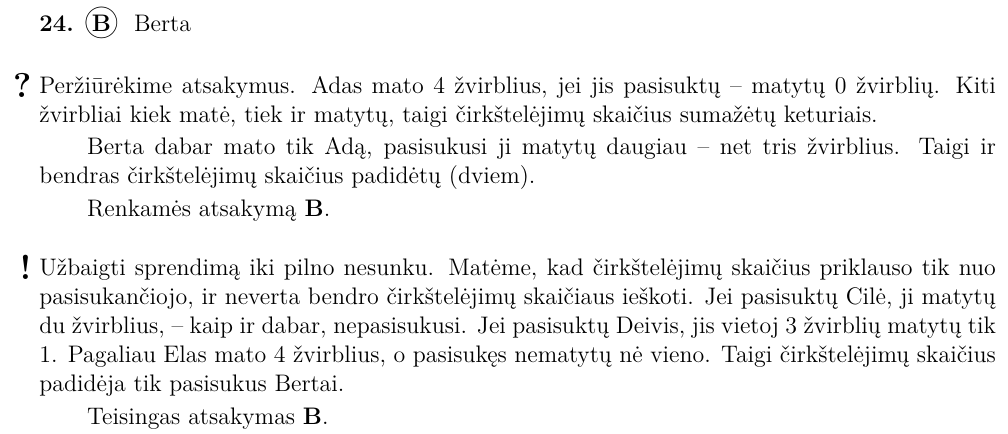 24. B Berta
? Peržiūrėkime atsakymus. Adas mato 4 žvirblius, jei jis pasisuktų – matytų 0 žvirblių. Kiti
žvirbliai kiek matė, tiek ir matytų, taigi čirkštelėjimų skaičius sumažėtų keturiais.
Berta dabar mato tik Adą, pasisukusi ji matytų daugiau – net tris žvirblius. Taigi ir
bendras čirkštelėjimų skaičius padidėtų (dviem).
Renkamės atsakymą B.
! Užbaigti sprendimą iki pilno nesunku. Matėme, kad čirkštelėjimų skaičius priklauso tik nuo
pasisukančiojo, ir neverta bendro čirkštelėjimų skaičiaus ieškoti. Jei pasisuktų Cilė, ji matytų
du žvirblius, – kaip ir dabar, nepasisukusi. Jei pasisuktų Deivis, jis vietoj 3 žvirblių matytų tik
1. Pagaliau Elas mato 4 žvirblius, o pasisukęs nematytų nė vieno. Taigi čirkštelėjimų skaičius
padidėja tik pasisukus Bertai.
Teisingas atsakymas B.